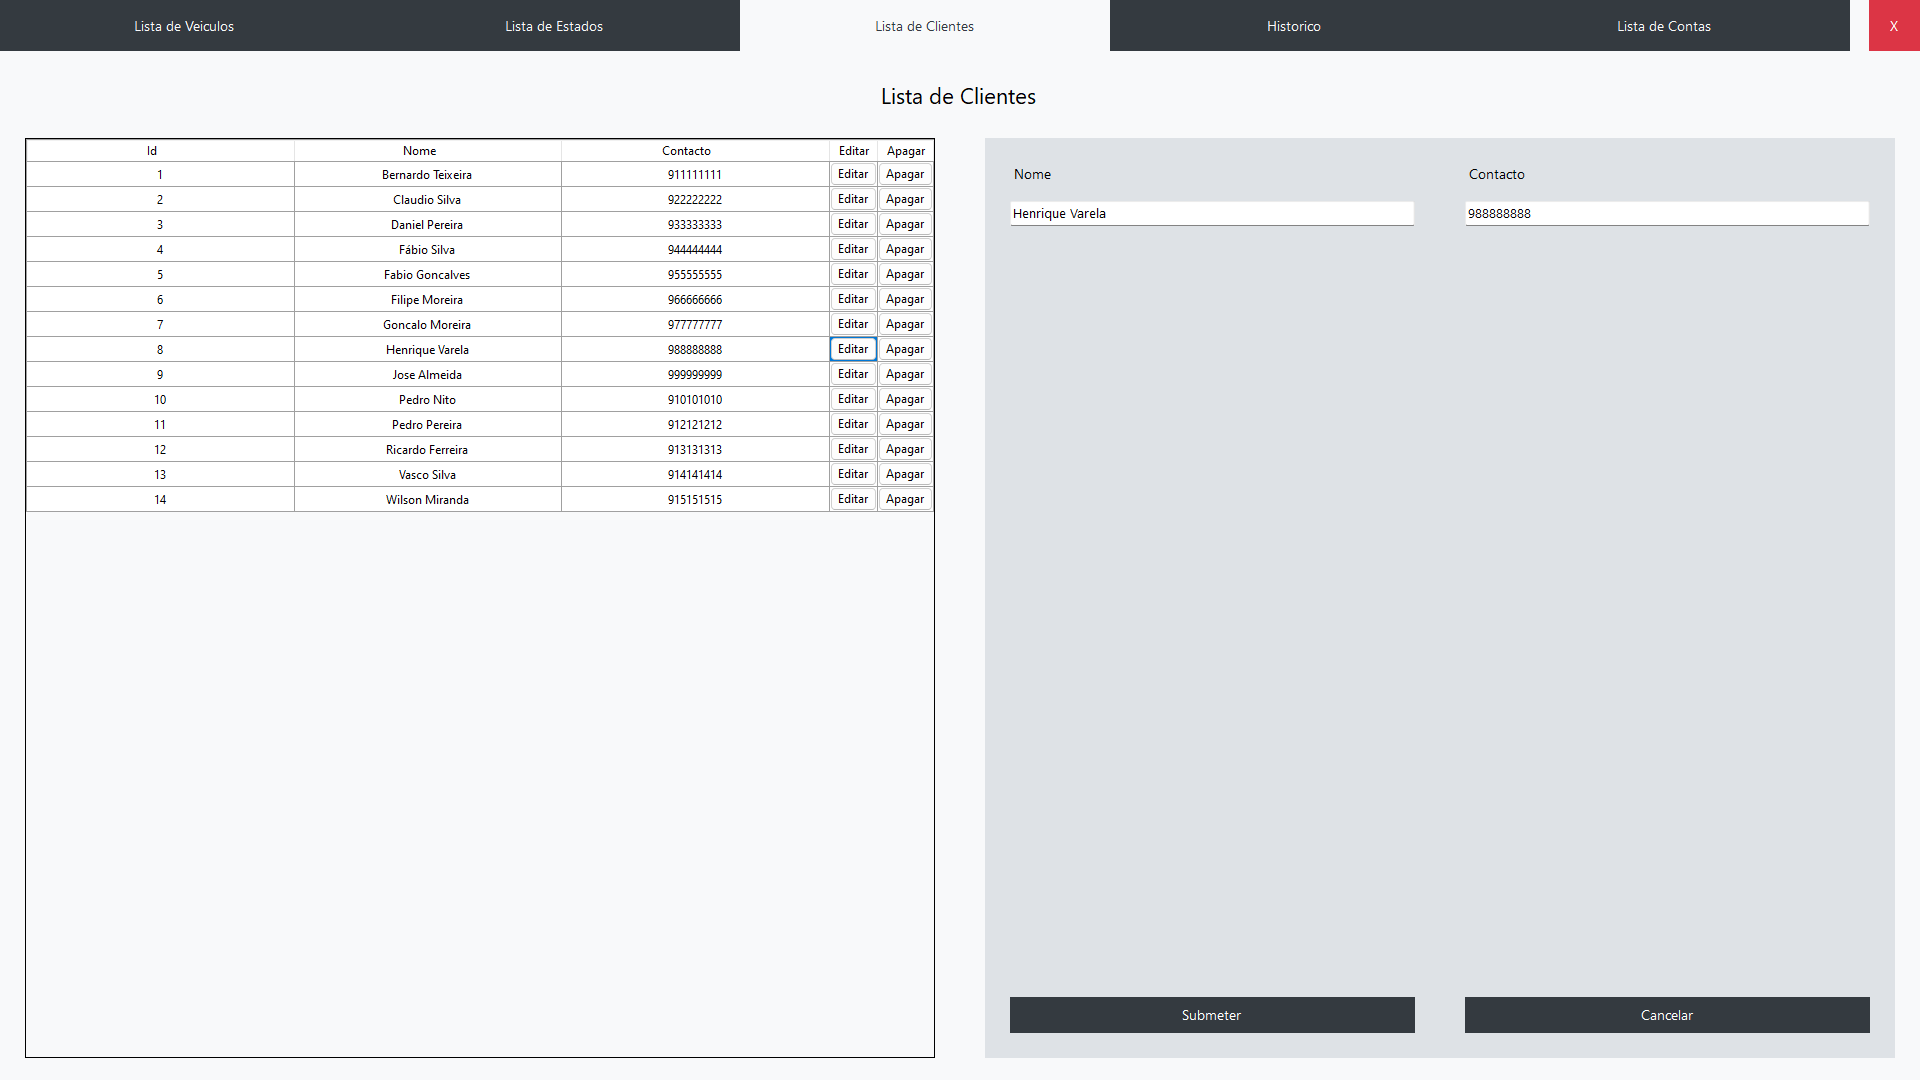 Lista de Veiculos Lista de Estados Lista de Clientes Historico Lista de Contas X
Lista de Clientes
Id Nome Contacto Editar Apagar
1 Bernardo Teixeira 911111111 Editar Apagar
2 Claudio Silva 922222222 Editar Apagar
3 Daniel Pereira 933333333 Editar Apagar
4 Fábio Silva 944444444 Editar Apagar
5 Fabio Goncalves 955555555 Editar Apagar
6 Filipe Moreira 966666666 Editar Apagar
7 Goncalo Moreira 977777777 Editar Apagar
8 Henrique Varela 988888888 Editar Apagar
9 Jose Almeida 999999999 Editar Apagar
10 Pedro Nito 910101010 Editar Apagar
11 Pedro Pereira 912121212 Editar Apagar
12 Ricardo Ferreira 913131313 Editar Apagar
13 Vasco Silva 914141414 Editar Apagar
14 Wilson Miranda 915151515 Editar Apagar
Nome Contacto
Henrique Varela 988888888
Submeter Cancelar